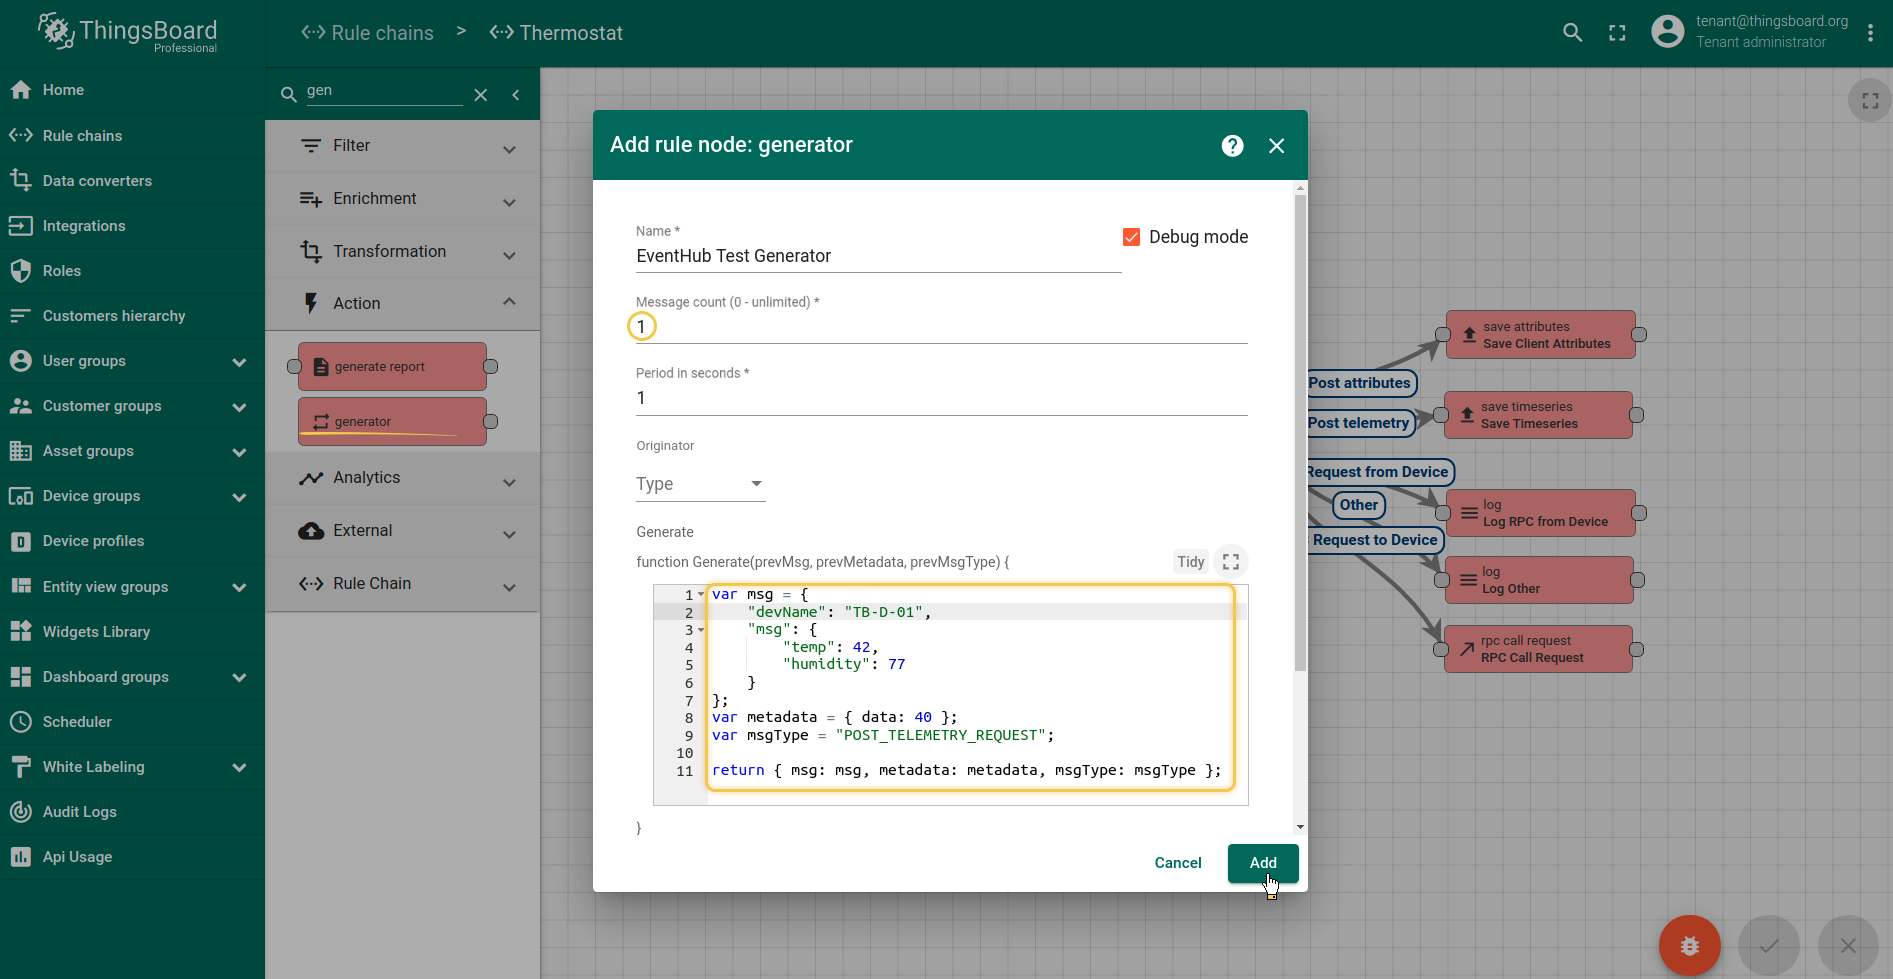 ThingsBoard
Professional
Rule chains > Thermostat
tenant@thingsboard.org
Tenant administrator
Home
Rule chains
Data converters
Integrations
Roles
Customers hierarchy
User groups
Customer groups
Asset groups
Device groups
Device profiles
Entity view groups
Widgets Library
Dashboard groups
Scheduler
White Labeling
Audit Logs
Api Usage
gen
Filter
Enrichment
Transformation
Action
generate report
generator
Analytics
External
Rule Chain
Add rule node: generator
Name *
EventHub Test Generator
Debug mode
Message count (0 - unlimited) *
1
Period in seconds *
1
Originator
Type
Generate
function Generate(prevMsg, prevMetadata, prevMsgType) {
Tidy
1 var msg = {
2 "devName": "TB-D-01",
3 "msg": {
4 "temp": 42,
5 "humidity": 77
6 }
7 };
8 var metadata = { data: 40 };
9 var msgType = "POST_TELEMETRY_REQUEST";
10
11 return { msg: msg, metadata: metadata, msgType: msgType };
}
Cancel
Add
Post attributes
Post telemetry
Request from Device
Other
Request to Device
save attributes
Save Client Attributes
save timeseries
Save Timeseries
log
Log RPC from Device
log
Log Other
rpc call request
RPC Call Request